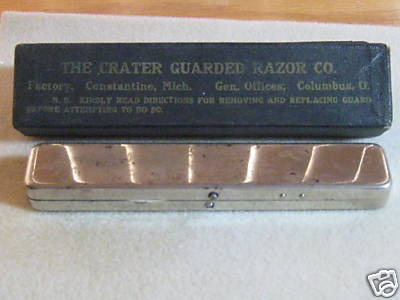 THE CRATER GUARDED RAZOR CO.
Factory, Constantine, Mich. Gen. Offices; Columbus, O.
N. B. KINDLY READ DIRECTIONS FOR REMOVING AND REPLACING GUARD
BEFORE ATTEMPTING TO DO SO.